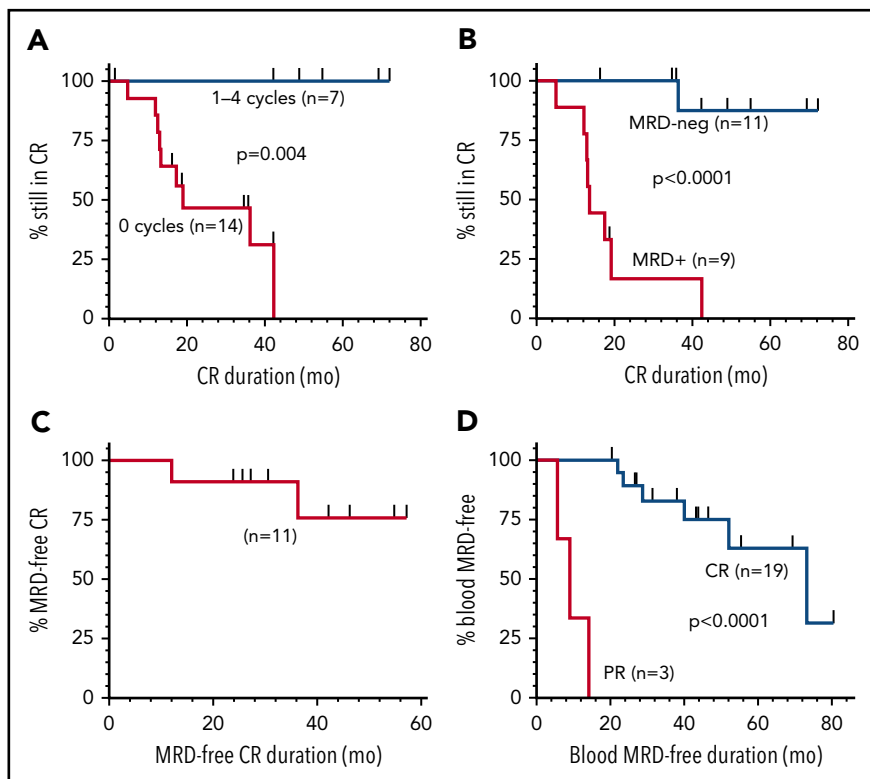 A
% still in CR
100
75
50
25
0
1–4 cycles (n=7)
p=0.004
0 cycles (n=14)
0 20 40 60 80
CR duration (mo)
B
% still in CR
100
75
50
25
0
MRD-neg (n=11)
p<0.0001
MRD+ (n=9)
0 20 40 60 80
CR duration (mo)
C
% MRD-free CR
100
75
50
25
0
(n=11)
0 20 40 60
MRD-free CR duration (mo)
D
% blood MRD-free
100
75
50
25
0
CR (n=19)
p<0.0001
PR (n=3)
0 20 40 60 80
Blood MRD-free duration (mo)